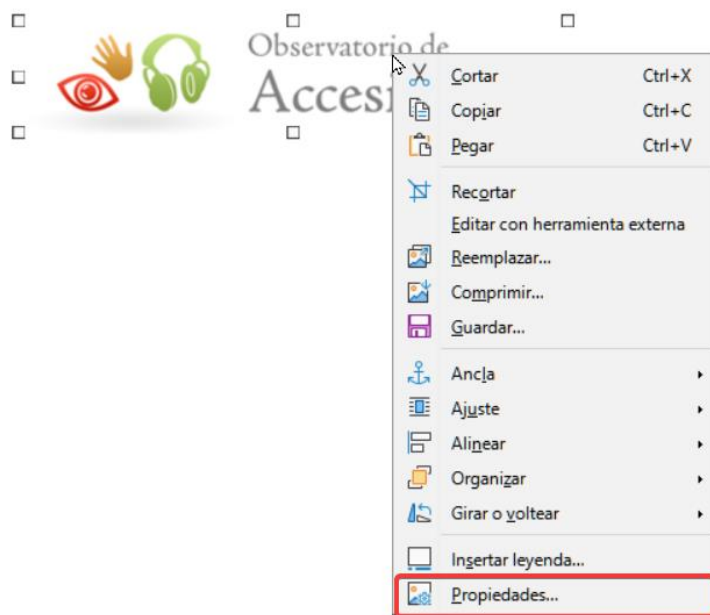 Observatorio de
Cortar Ctrl+X
Copiar Ctrl+C
Pegar Ctrl+V
Recortar
Editar con herramienta externa
Reemplazar...
Comprimir...
Guardar...
Ancla
Ajuste
Alinear
Organizar
Girar o voltear
Insertar leyenda...
Propiedades...